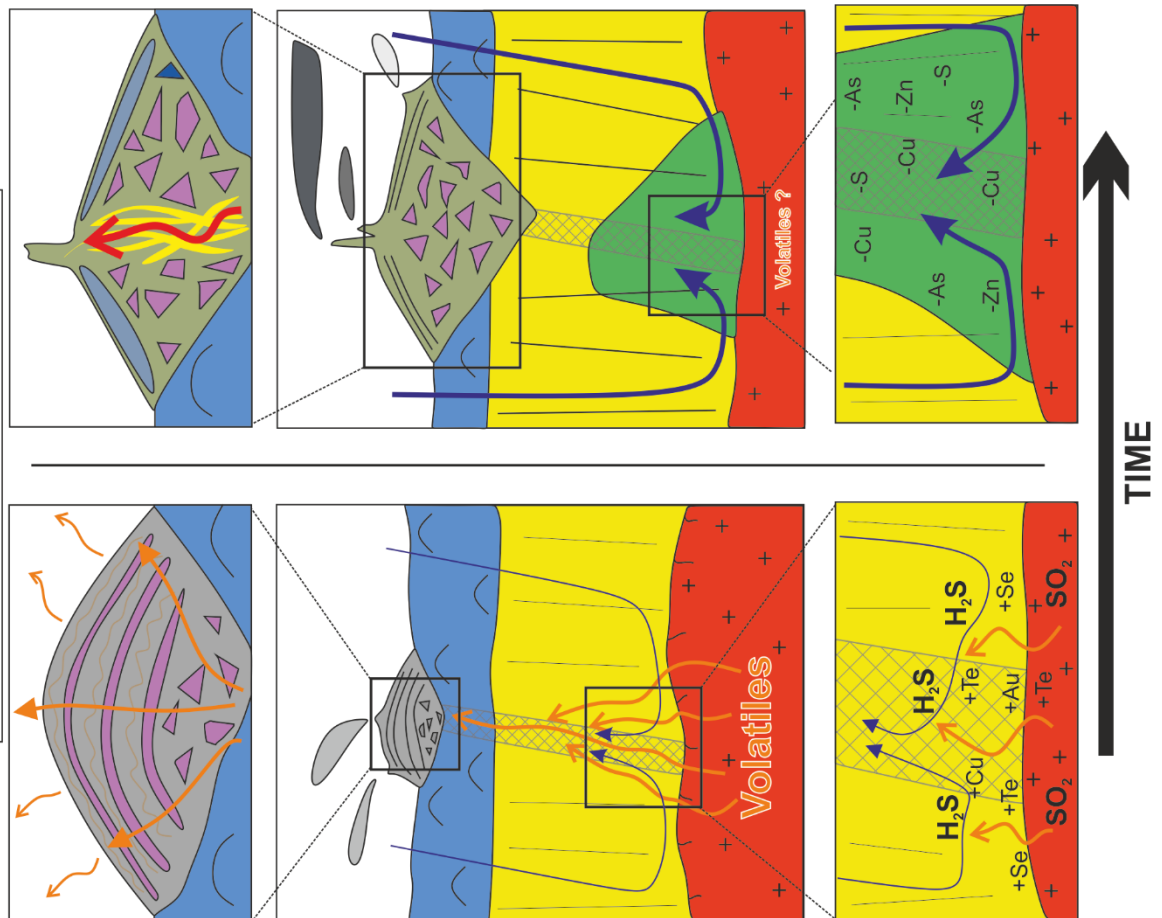 Volatiles ?
-As
-S
-Zn
-As
-S
-Cu
-Cu
-Cu
-As
-Zn
TIME
Volatiles
H₂S
+Se
SO₂
H₂S
+Te
+Au
+Te
+Cu
H₂S
+Te
SO₂
+Se